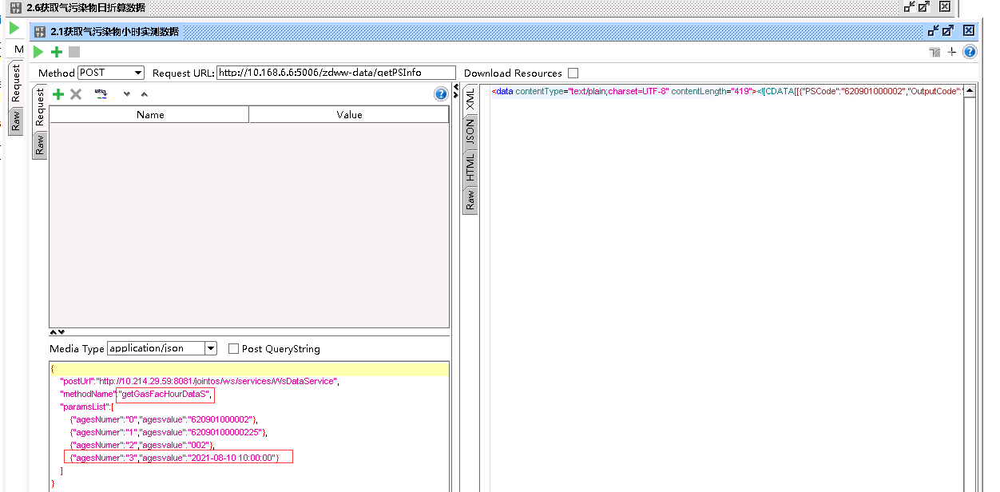 2.6获取气污染物日折算数据
2.1获取气污染物小时实测数据
M
Method POST Request URL: http://10.168.6.6:5006/zdww-data/getPSInfo Download Resources
Request
Raw
Request
Raw
Name Value
XML
JSON
HTML
Raw
<data contentType="text/plain;charset=UTF-8" contentLength="419"><![CDATA[[{"PSCode":"620901000002","OutputCode":"
Media Type application/json Post QueryString
{
"postUrl":"http://10.214.29.59:8081/jointos/ws/services/WsDataService",
"methodName":"getGasFacHourDataS",
"paramsList":[
{"agesNumer":"0","agesvalue":"620901000002"},
{"agesNumer":"1","agesvalue":"62090100000225"},
{"agesNumer":"2","agesvalue":"002"},
{"agesNumer":"3","agesvalue":"2021-08-10 10:00:00"}
]
}